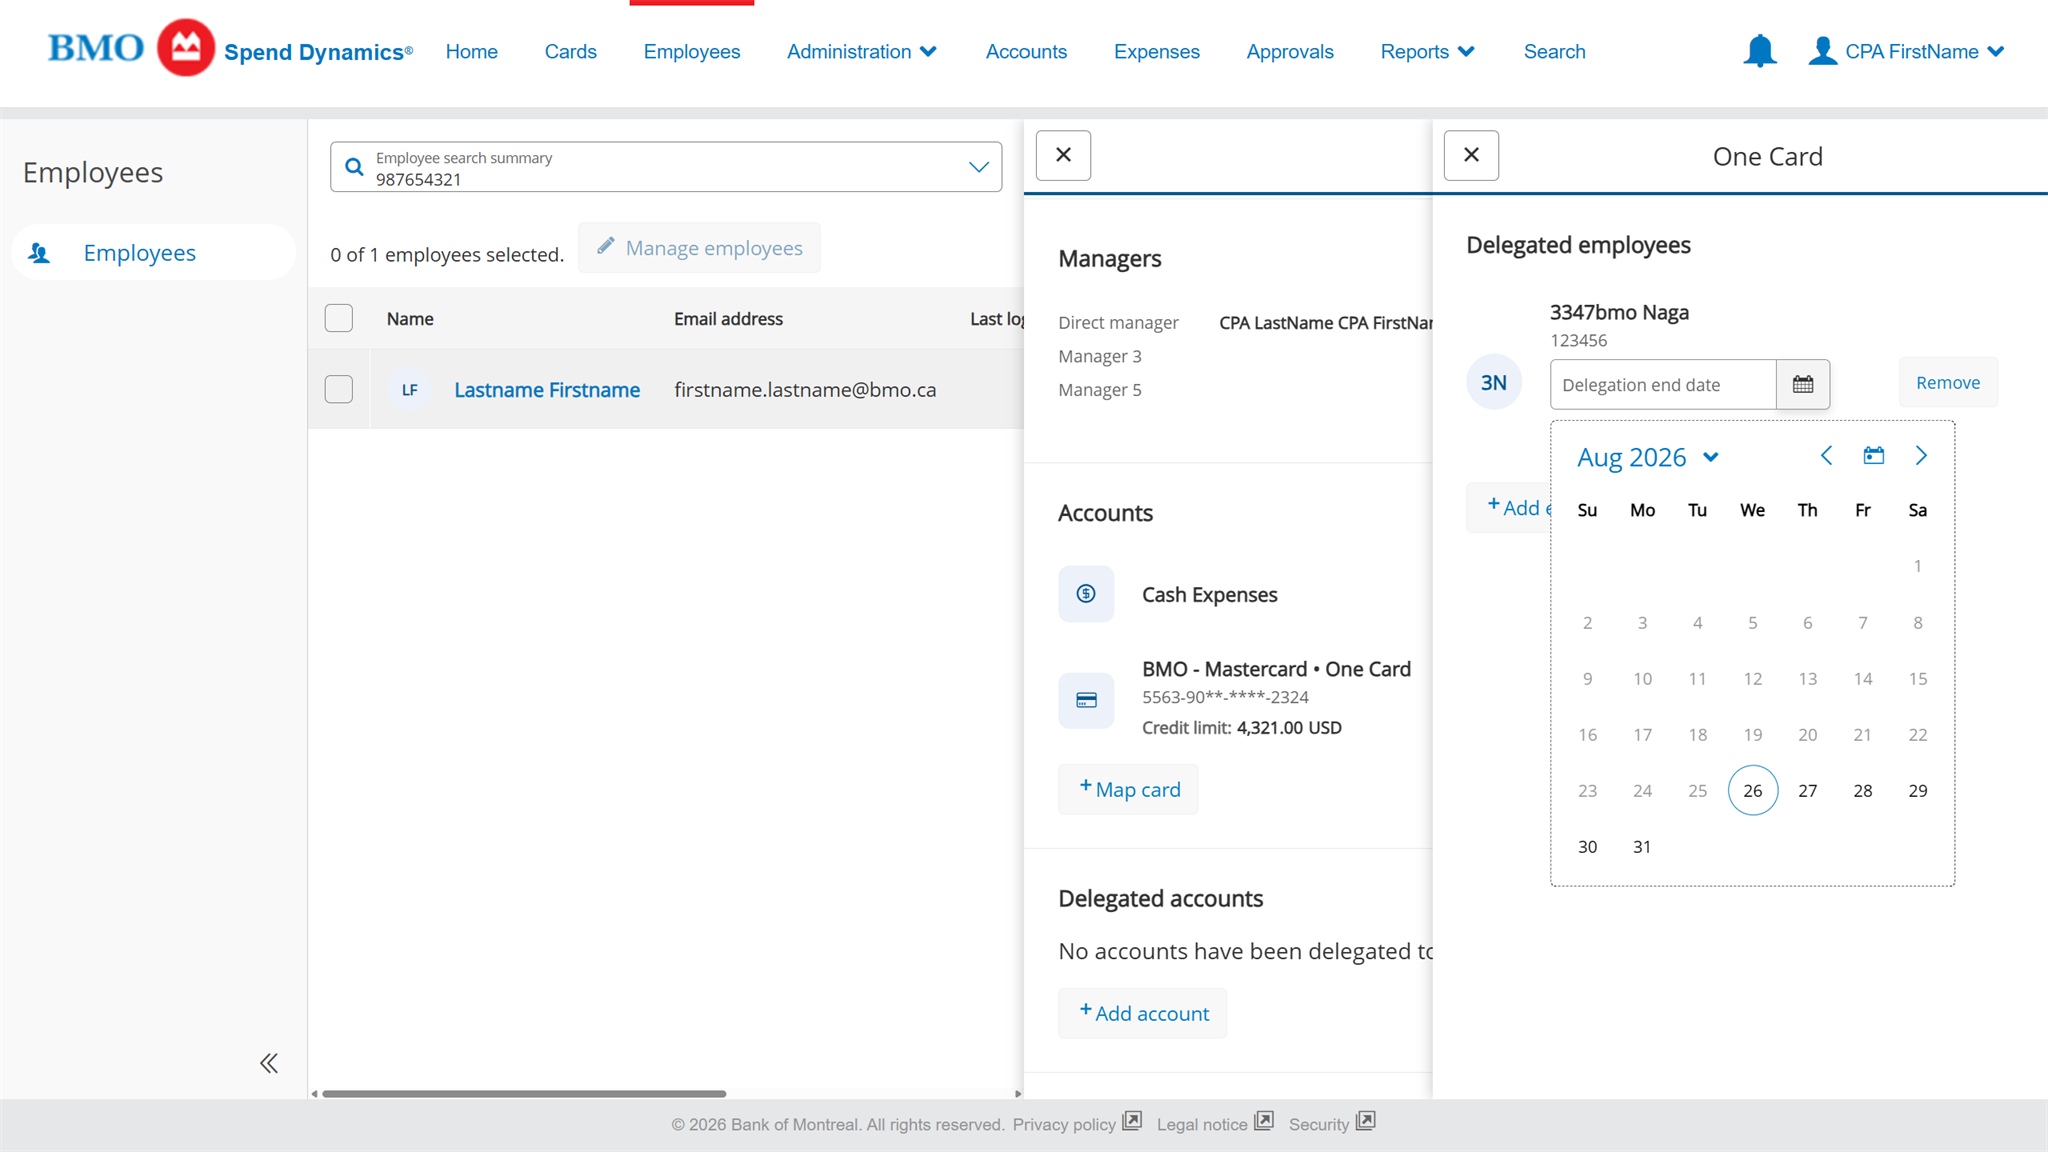 BMO Spend Dynamics®
Home
Cards
Employees
Administration
Accounts
Expenses
Approvals
Reports
Search
CPA FirstName
Employees
Employees
Employee search summary
987654321
0 of 1 employees selected.
Manage employees
Name
Email address
LF
Lastname Firstname
firstname.lastname@bmo.ca
Managers
Direct manager
CPA LastName CPA
Manager 3
Manager 5
Accounts
Cash Expenses
BMO - Mastercard • One Card
5563-90**-****-2324
Credit limit: 4,321.00 USD
+ Map card
Delegated accounts
No accounts have been delegated
+ Add account
One Card
Delegated employees
3347bmo Naga
123456
3N
Delegation end date
Remove
+ Add
Aug 2026
Su Mo Tu We Th Fr Sa
1
2 3 4 5 6 7 8
9 10 11 12 13 14 15
16 17 18 19 20 21 22
23 24 25 26 27 28 29
30 31
© 2026 Bank of Montreal. All rights reserved. Privacy policy Legal notice Security